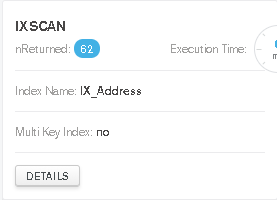 IXSCAN
nReturned: 62 Execution Time:
Index Name: IX_Address
Multi Key Index: no
DETAILS